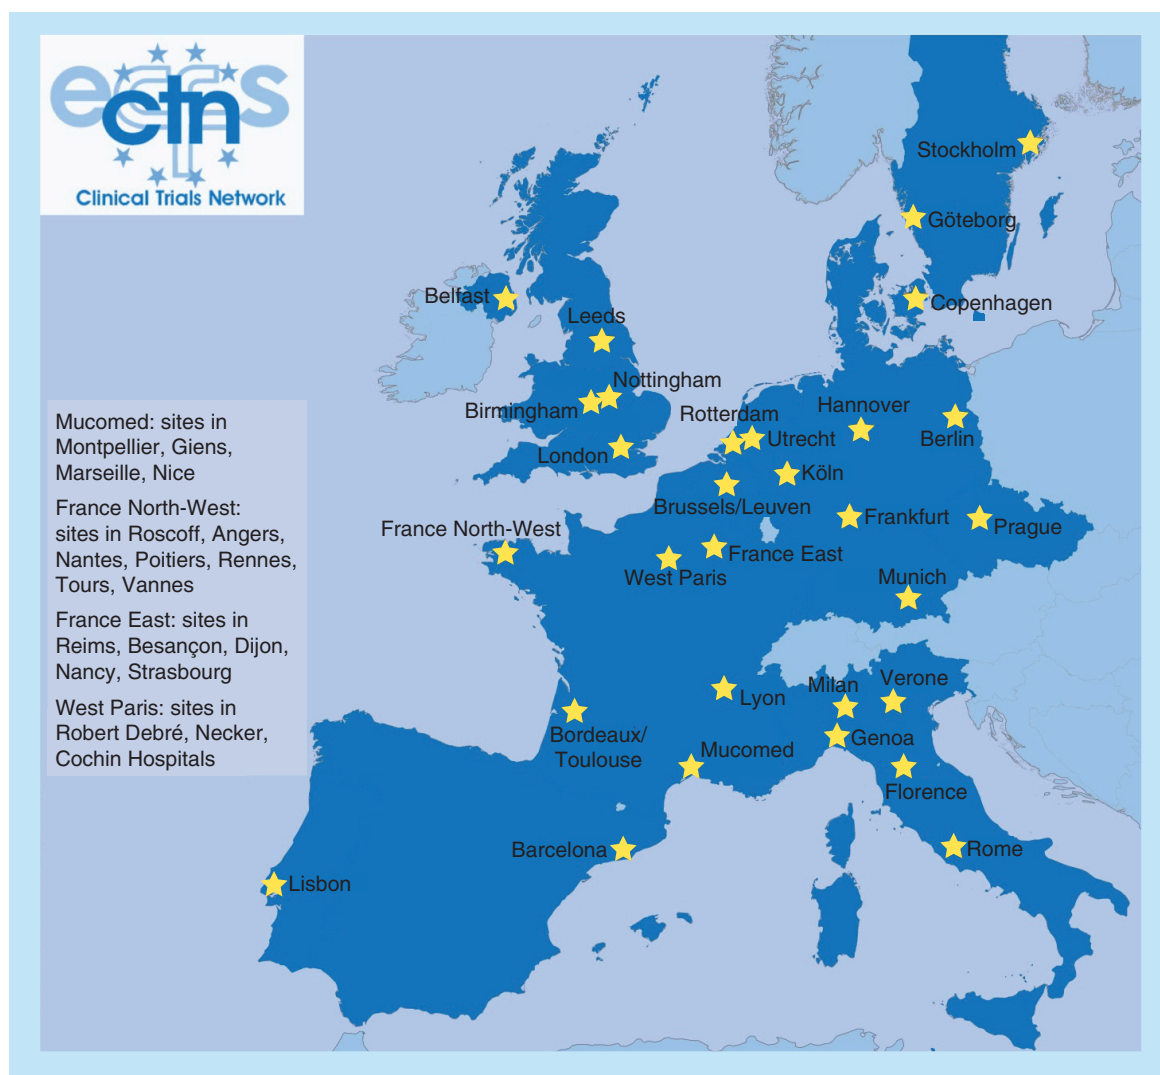 ecfs
ctn
Clinical Trials Network
Stockholm
Göteborg
Belfast
Copenhagen
Leeds
Nottingham
Birmingham
Rotterdam
Hannover
Utrecht
Berlin
London
Köln
Brussels/Leuven
Frankfurt
Prague
France North-West
France East
West Paris
Munich
Verone
Milan
Lyon
Bordeaux/
Toulouse
Genoa
Mucomed
Florence
Barcelona
Rome
Lisbon
Mucomed: sites in
Montpellier, Giens,
Marseille, Nice
France North-West:
sites in Roscoff, Angers,
Nantes, Poitiers, Rennes,
Tours, Vannes
France East: sites in
Reims, Besançon, Dijon,
Nancy, Strasbourg
West Paris: sites in
Robert Debré, Necker,
Cochin Hospitals